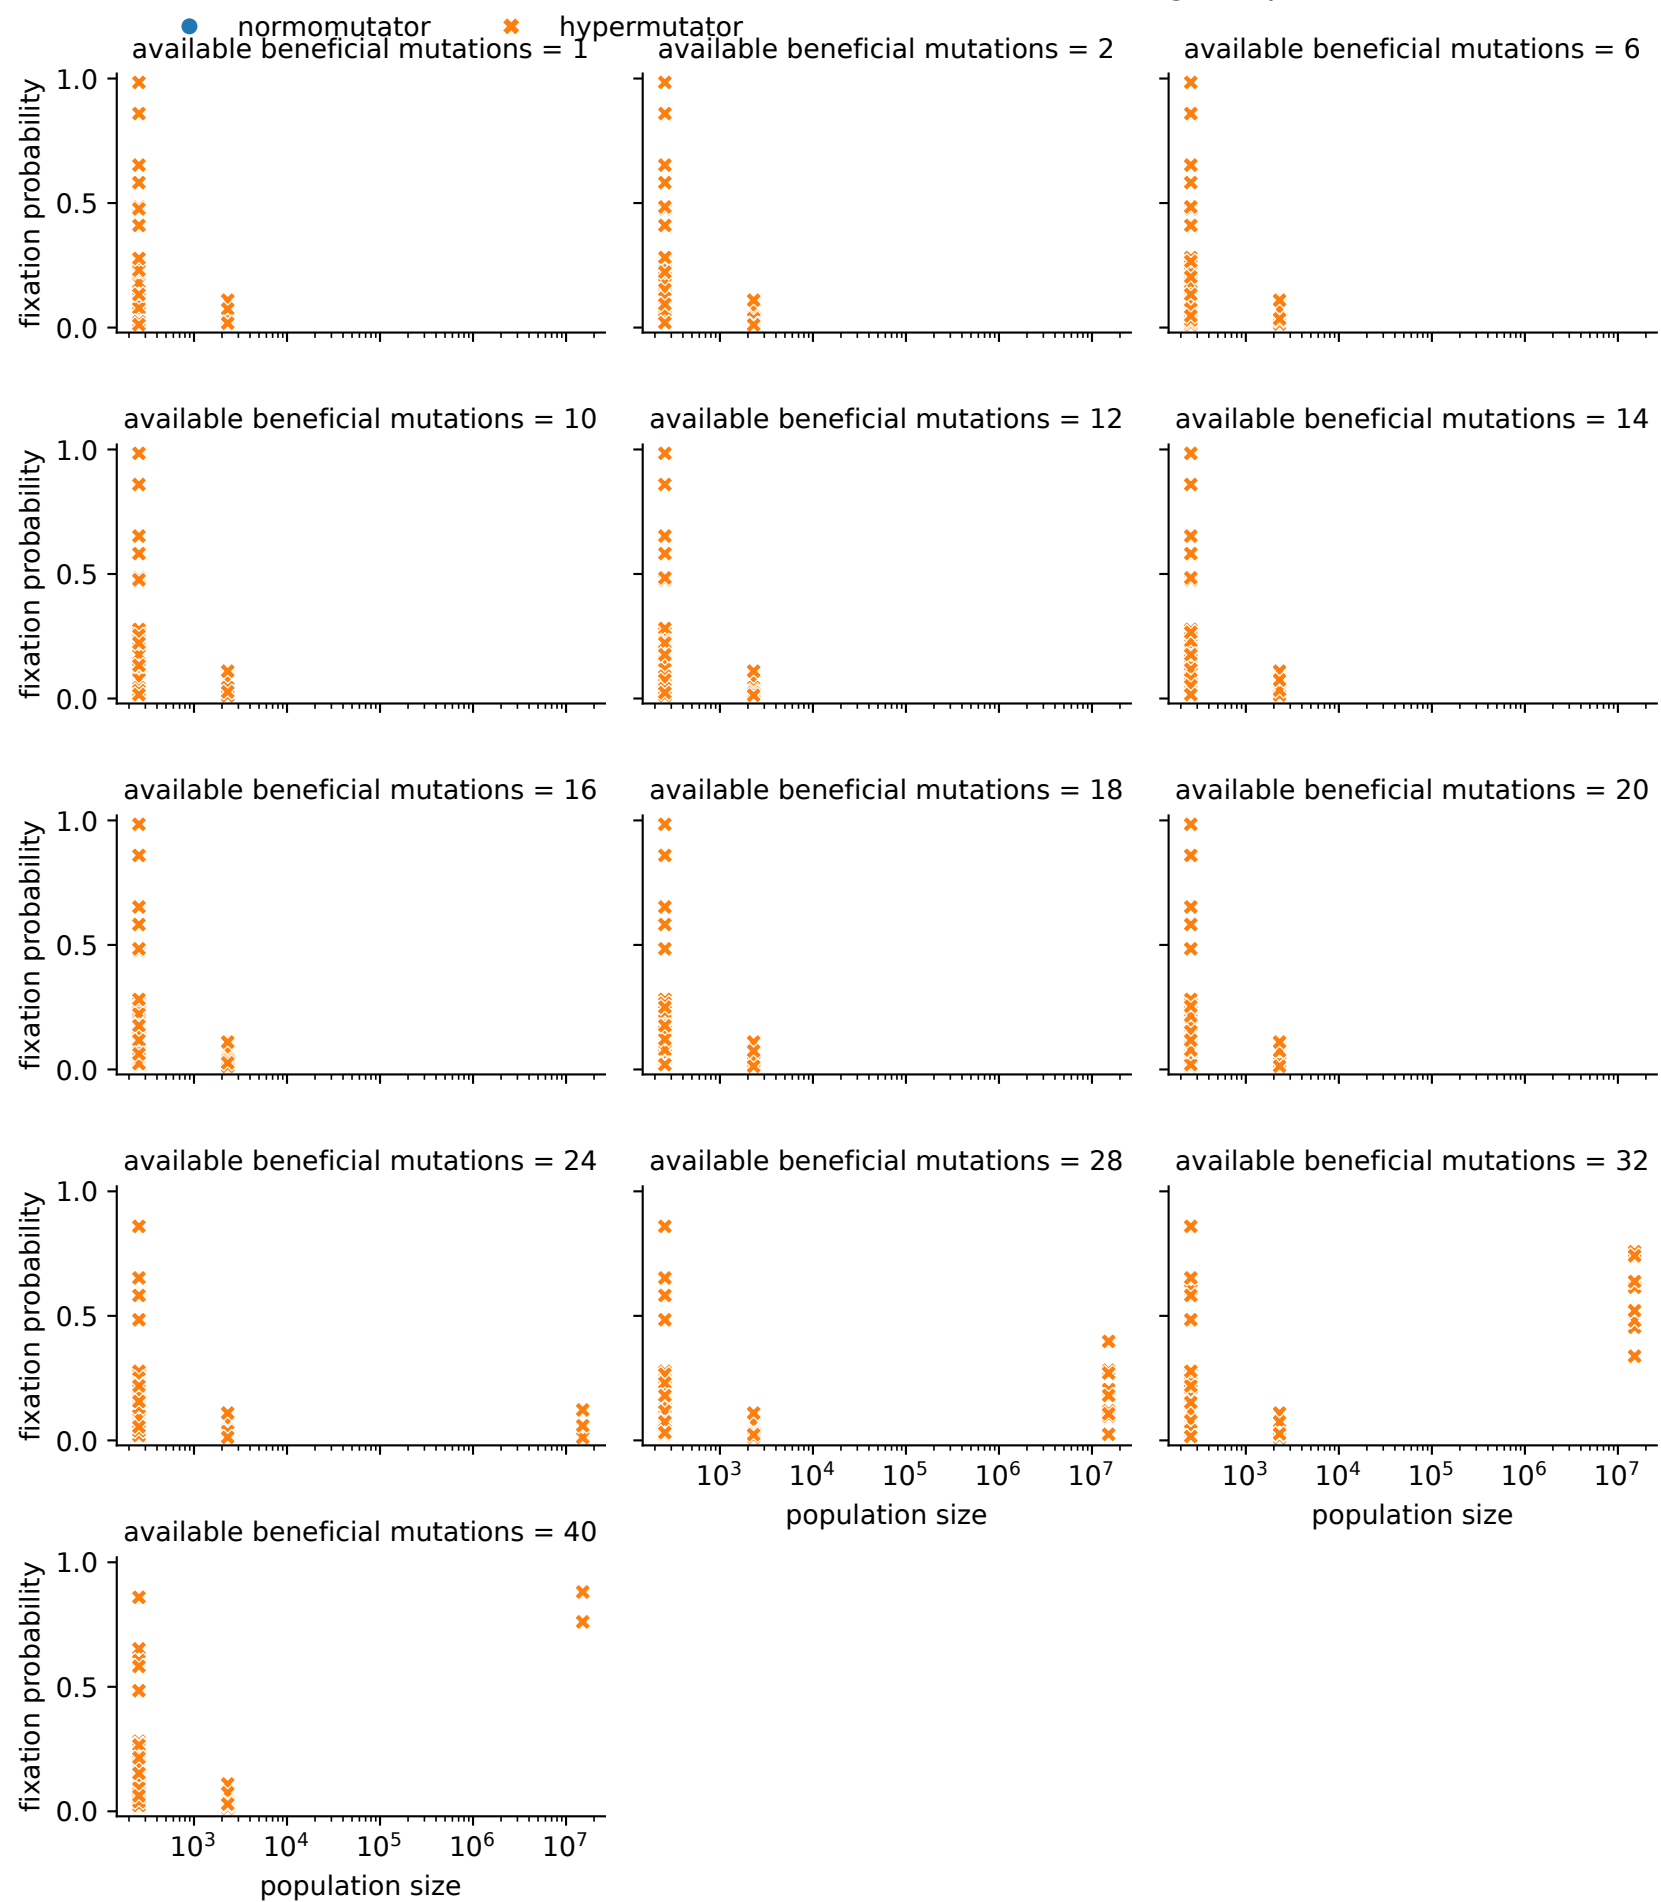 normomutator hypermutator
available beneficial mutations = 1 available beneficial mutations = 2 available beneficial mutations = 6
1.0
0.5
0.0
fixation probability
available beneficial mutations = 10 available beneficial mutations = 12 available beneficial mutations = 14
1.0
0.5
0.0
fixation probability
available beneficial mutations = 16 available beneficial mutations = 18 available beneficial mutations = 20
1.0
0.5
0.0
fixation probability
available beneficial mutations = 24 available beneficial mutations = 28 available beneficial mutations = 32
1.0
0.5
0.0
fixation probability
10³ 10⁴ 10⁵ 10⁶ 10⁷ 10³ 10⁴ 10⁵ 10⁶ 10⁷
population size population size
available beneficial mutations = 40
1.0
0.5
0.0
fixation probability
10³ 10⁴ 10⁵ 10⁶ 10⁷
population size